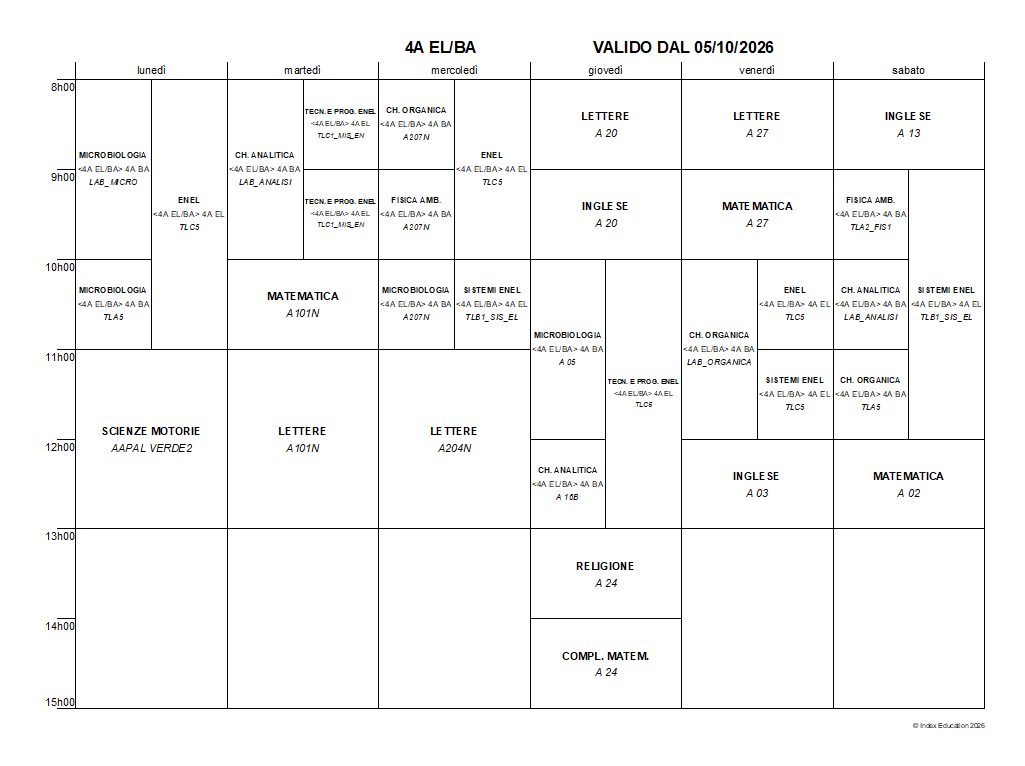 4A EL/BA VALIDO DAL 05/10/2026
lunedì martedì mercoledì giovedì venerdì sabato
8h00
9h00
10h00
11h00
12h00
13h00
14h00
15h00
MICROBIOLOGIA
<4A EL/BA> 4A BA
LAB_MICRO
ENEL
<4A EL/BA> 4A EL
TLC5
MICROBIOLOGIA
<4A EL/BA> 4A BA
TLA5
SCIENZE MOTORIE
AAPAL VERDE2
CH. ANALITICA
<4A EL/BA> 4A BA
LAB_ANALISI
TECN. E PROG. ENEL
<4A EL/BA> 4A EL
TLC1_MIS_EN
TECN. E PROG. ENEL
<4A EL/BA> 4A EL
TLC1_MIS_EN
MATEMATICA
A101N
LETTERE
A101N
CH. ORGANICA
<4A EL/BA> 4A BA
A207N
ENEL
<4A EL/BA> 4A EL
TLC5
FISICA AMB.
<4A EL/BA> 4A BA
A207N
MICROBIOLOGIA
<4A EL/BA> 4A BA
A207N
SISTEMI ENEL
<4A EL/BA> 4A EL
TLB1_SIS_EL
LETTERE
A204N
LETTERE
A 20
INGLESE
A 20
MICROBIOLOGIA
<4A EL/BA> 4A BA
A 05
TECN. E PROG. ENEL
<4A EL/BA> 4A EL
TLC5
CH. ANALITICA
<4A EL/BA> 4A BA
A 16B
RELIGIONE
A 24
COMPL. MATEM.
A 24
LETTERE
A 27
MATEMATICA
A 27
CH. ORGANICA
<4A EL/BA> 4A BA
LAB_ORGANICA
ENEL
<4A EL/BA> 4A EL
TLC5
SISTEMI ENEL
<4A EL/BA> 4A EL
TLC5
INGLESE
A 03
INGLESE
A 13
FISICA AMB.
<4A EL/BA> 4A BA
TLA2_FIS1
SISTEMI ENEL
<4A EL/BA> 4A EL
TLB1_SIS_EL
CH. ANALITICA
<4A EL/BA> 4A BA
LAB_ANALISI
CH. ORGANICA
<4A EL/BA> 4A BA
TLA5
MATEMATICA
A 02
© Index Education 2026